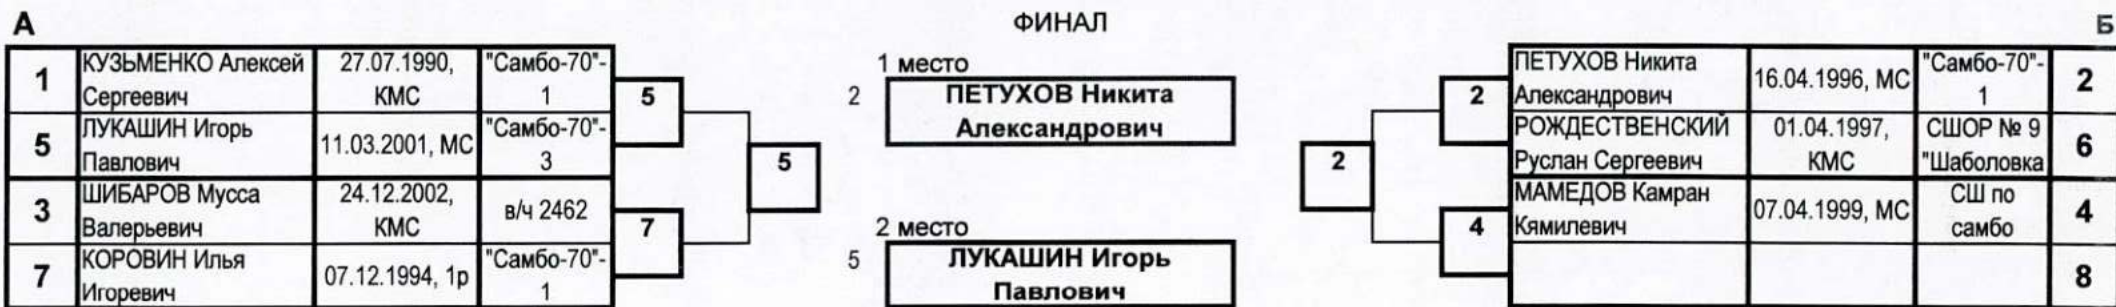 А
ФИНАЛ
Б
1
КУЗЬМЕНКО Алексей
Сергеевич
27.07.1990,
КМС
"Самбо-70"-
1
5
ЛУКАШИН Игорь
Павлович
11.03.2001, МС
"Самбо-70"-
3
3
ШИБАРОВ Мусса
Валерьевич
24.12.2002,
КМС
в/ч 2462
7
КОРОВИН Илья
Игоревич
07.12.1994, 1р
"Самбо-70"-
1
5
7
5
1 место
2
ПЕТУХОВ Никита
Александрович
2 место
5
ЛУКАШИН Игорь
Павлович
2
2
4
ПЕТУХОВ Никита
Александрович
16.04.1996, МС
"Самбо-70"-
1
2
РОЖДЕСТВЕНСКИЙ
Руслан Сергеевич
01.04.1997,
КМС
СШОР № 9
"Шаболовка
6
МАМЕДОВ Камран
Кямилевич
07.04.1999, МС
СШ по
самбо
4
8